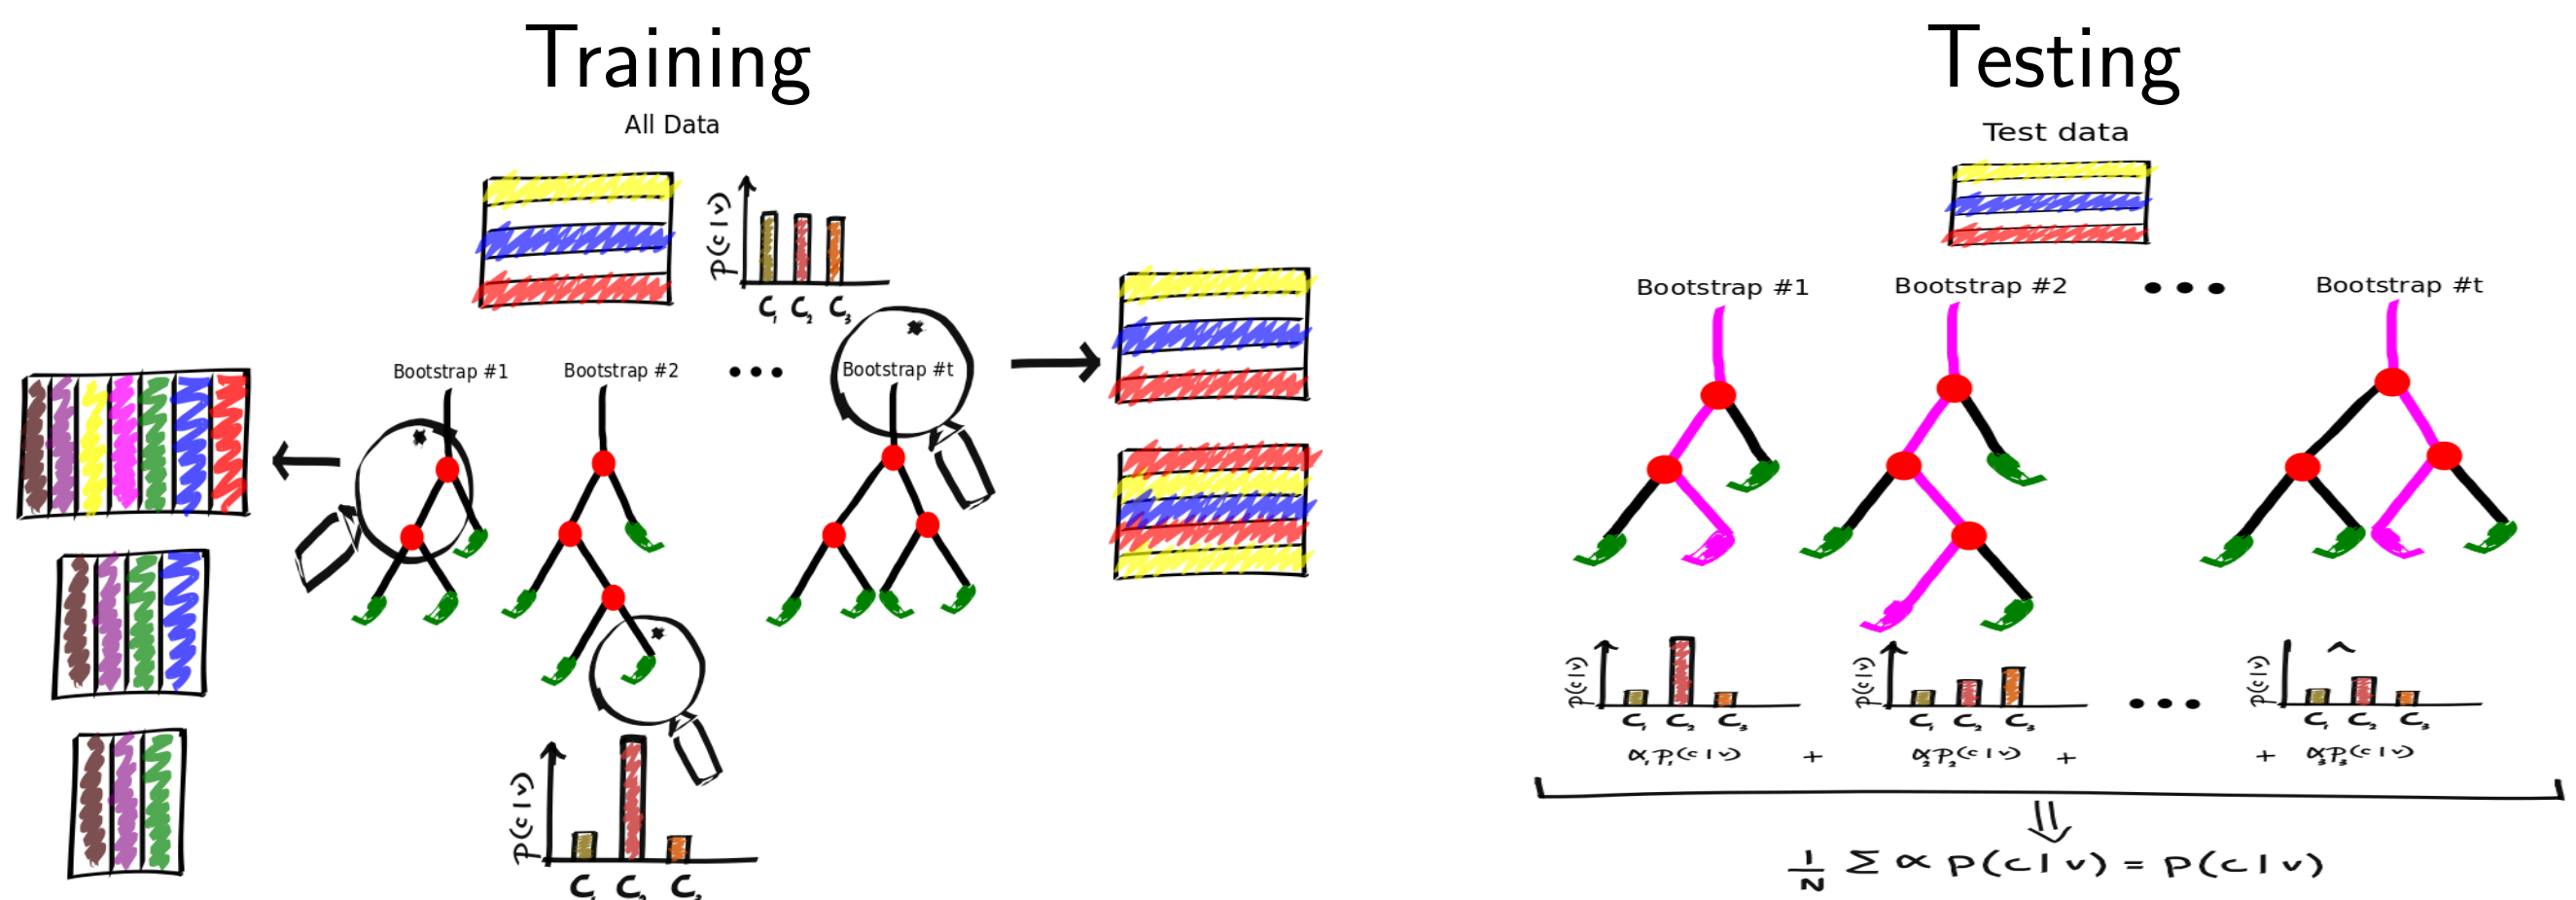 Training
All Data
P(c|v)
C₁ C₂ C₃
Bootstrap #1 Bootstrap #2 ••• Bootstrap #t
*
*
*
P(c|v)
C₁ C₂ C₃
Testing
Test data
Bootstrap #1 Bootstrap #2 ••• Bootstrap #t
P(c|v) P(c|v) P(c|v)
C₁ C₂ C₃ C₁ C₂ C₃ ••• C₁ C₂ C₃
α₁P₁(c|v) + α₂P₂(c|v) + + α₃P₃(c|v)
⇓
1/2 Σ α P(c|v) = P(c|v)